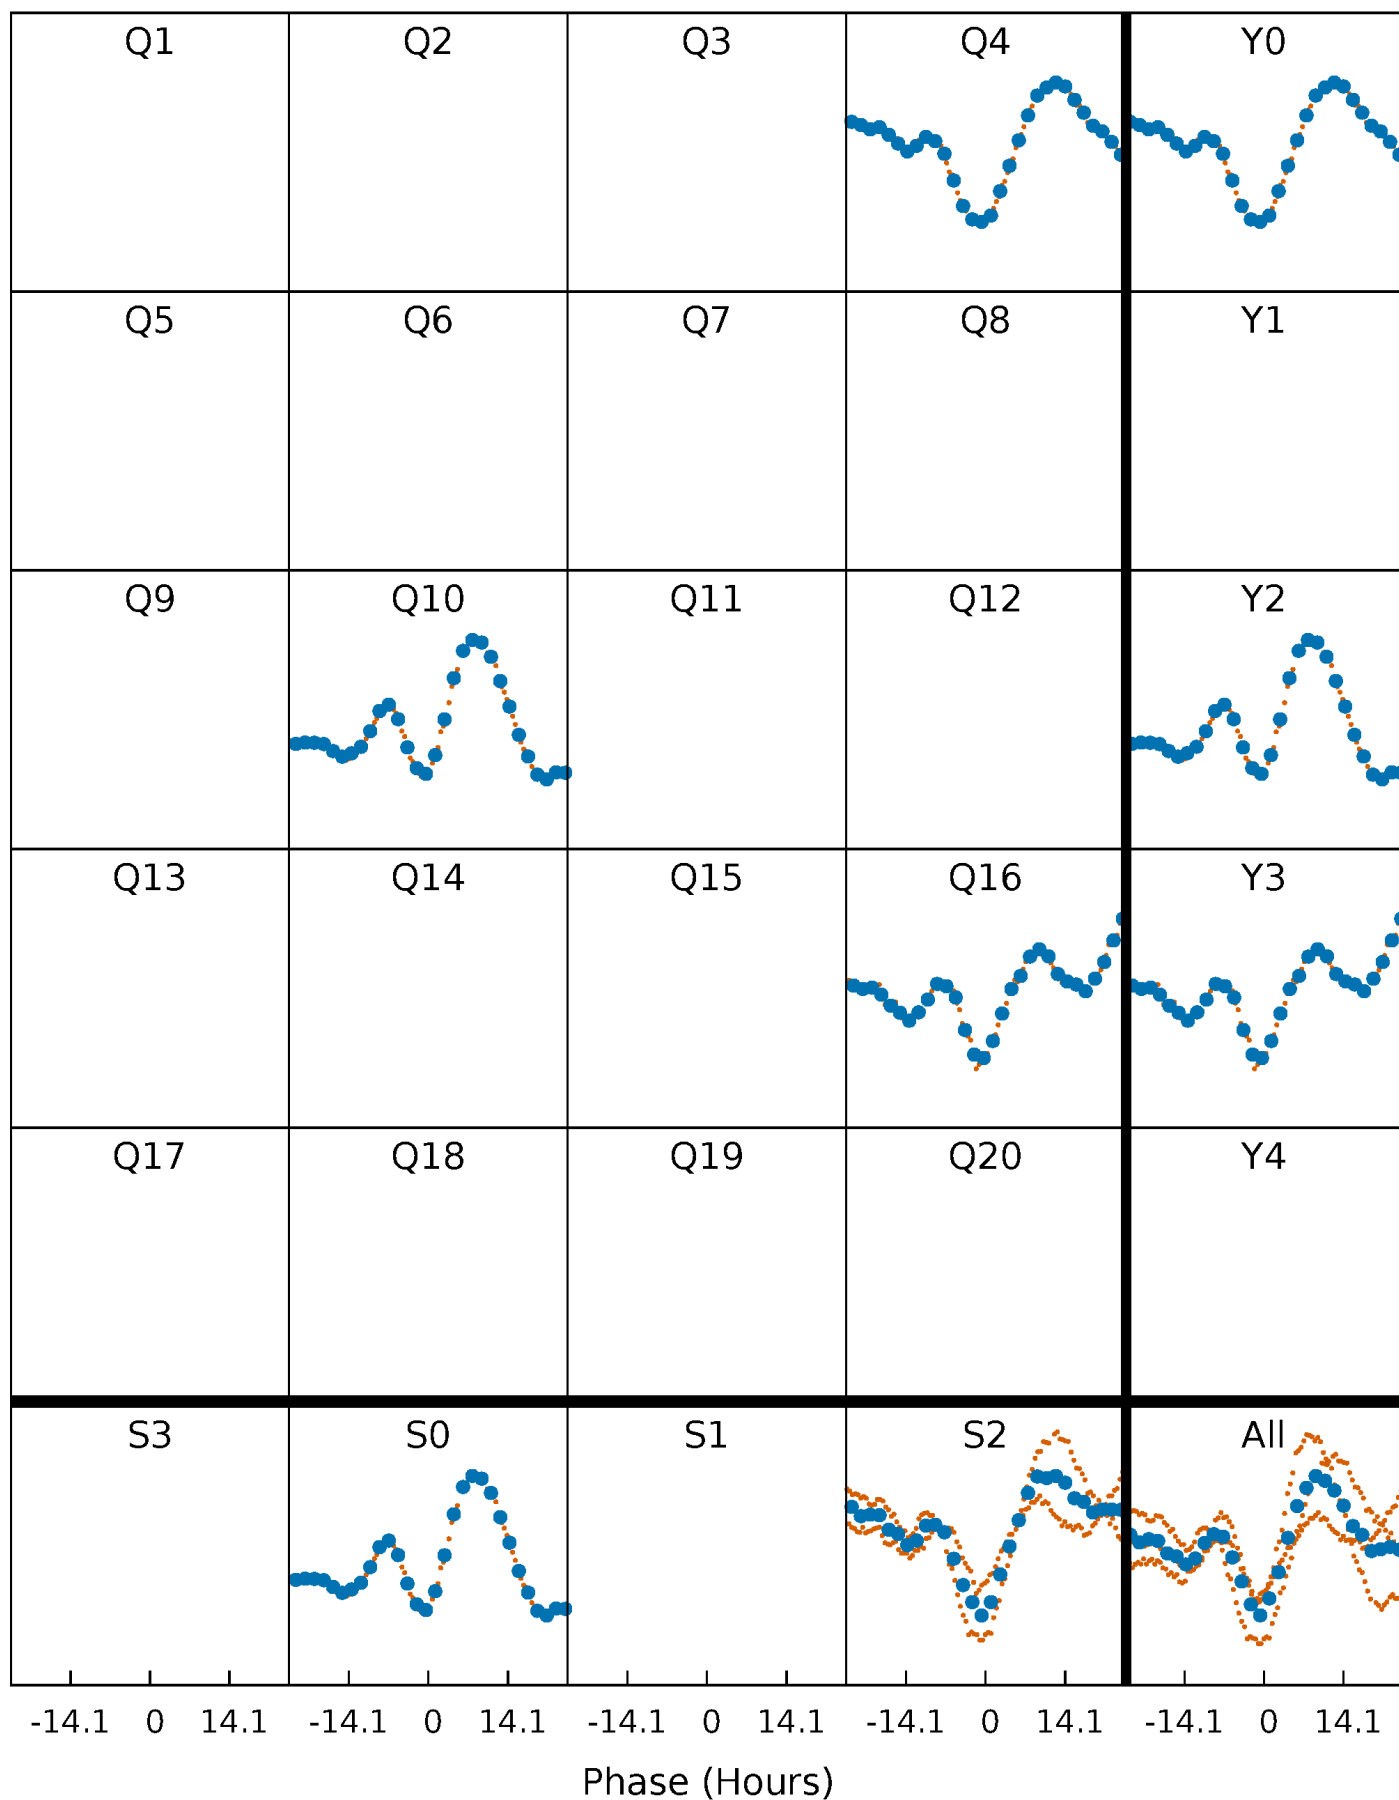 Q1 Q2 Q3 Q4 Y0
Q5 Q6 Q7 Q8 Y1
Q9 Q10 Q11 Q12 Y2
Q13 Q14 Q15 Q16 Y3
Q17 Q18 Q19 Q20 Y4
S3 S0 S1 S2 All
-14.1 0 14.1 -14.1 0 14.1 -14.1 0 14.1 -14.1 0 14.1 -14.1 0 14.1
Phase (Hours)